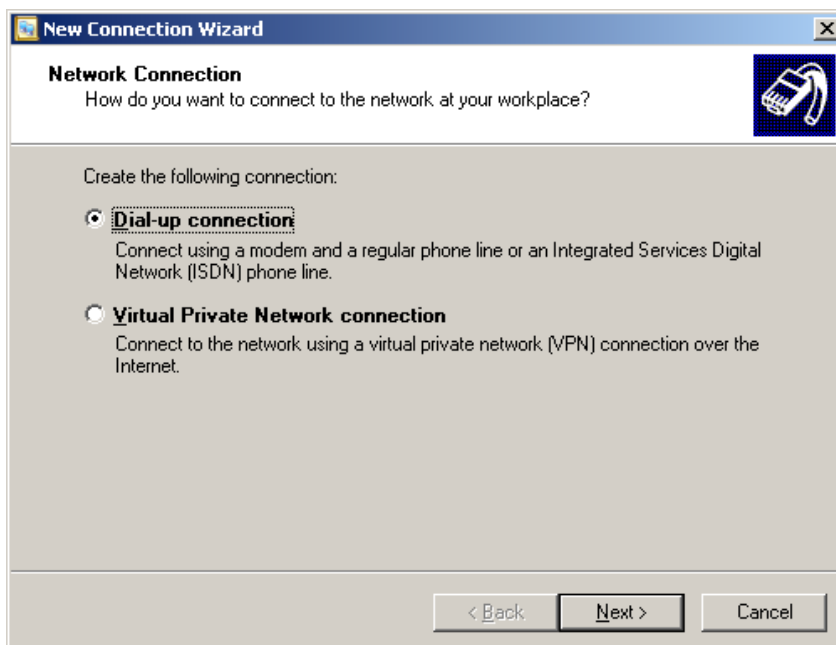 New Connection Wizard
Network Connection
How do you want to connect to the network at your workplace?
Create the following connection:
Dial-up connection
Connect using a modem and a regular phone line or an Integrated Services Digital
Network (ISDN) phone line.
Virtual Private Network connection
Connect to the network using a virtual private network (VPN) connection over the
Internet.
< Back Next > Cancel